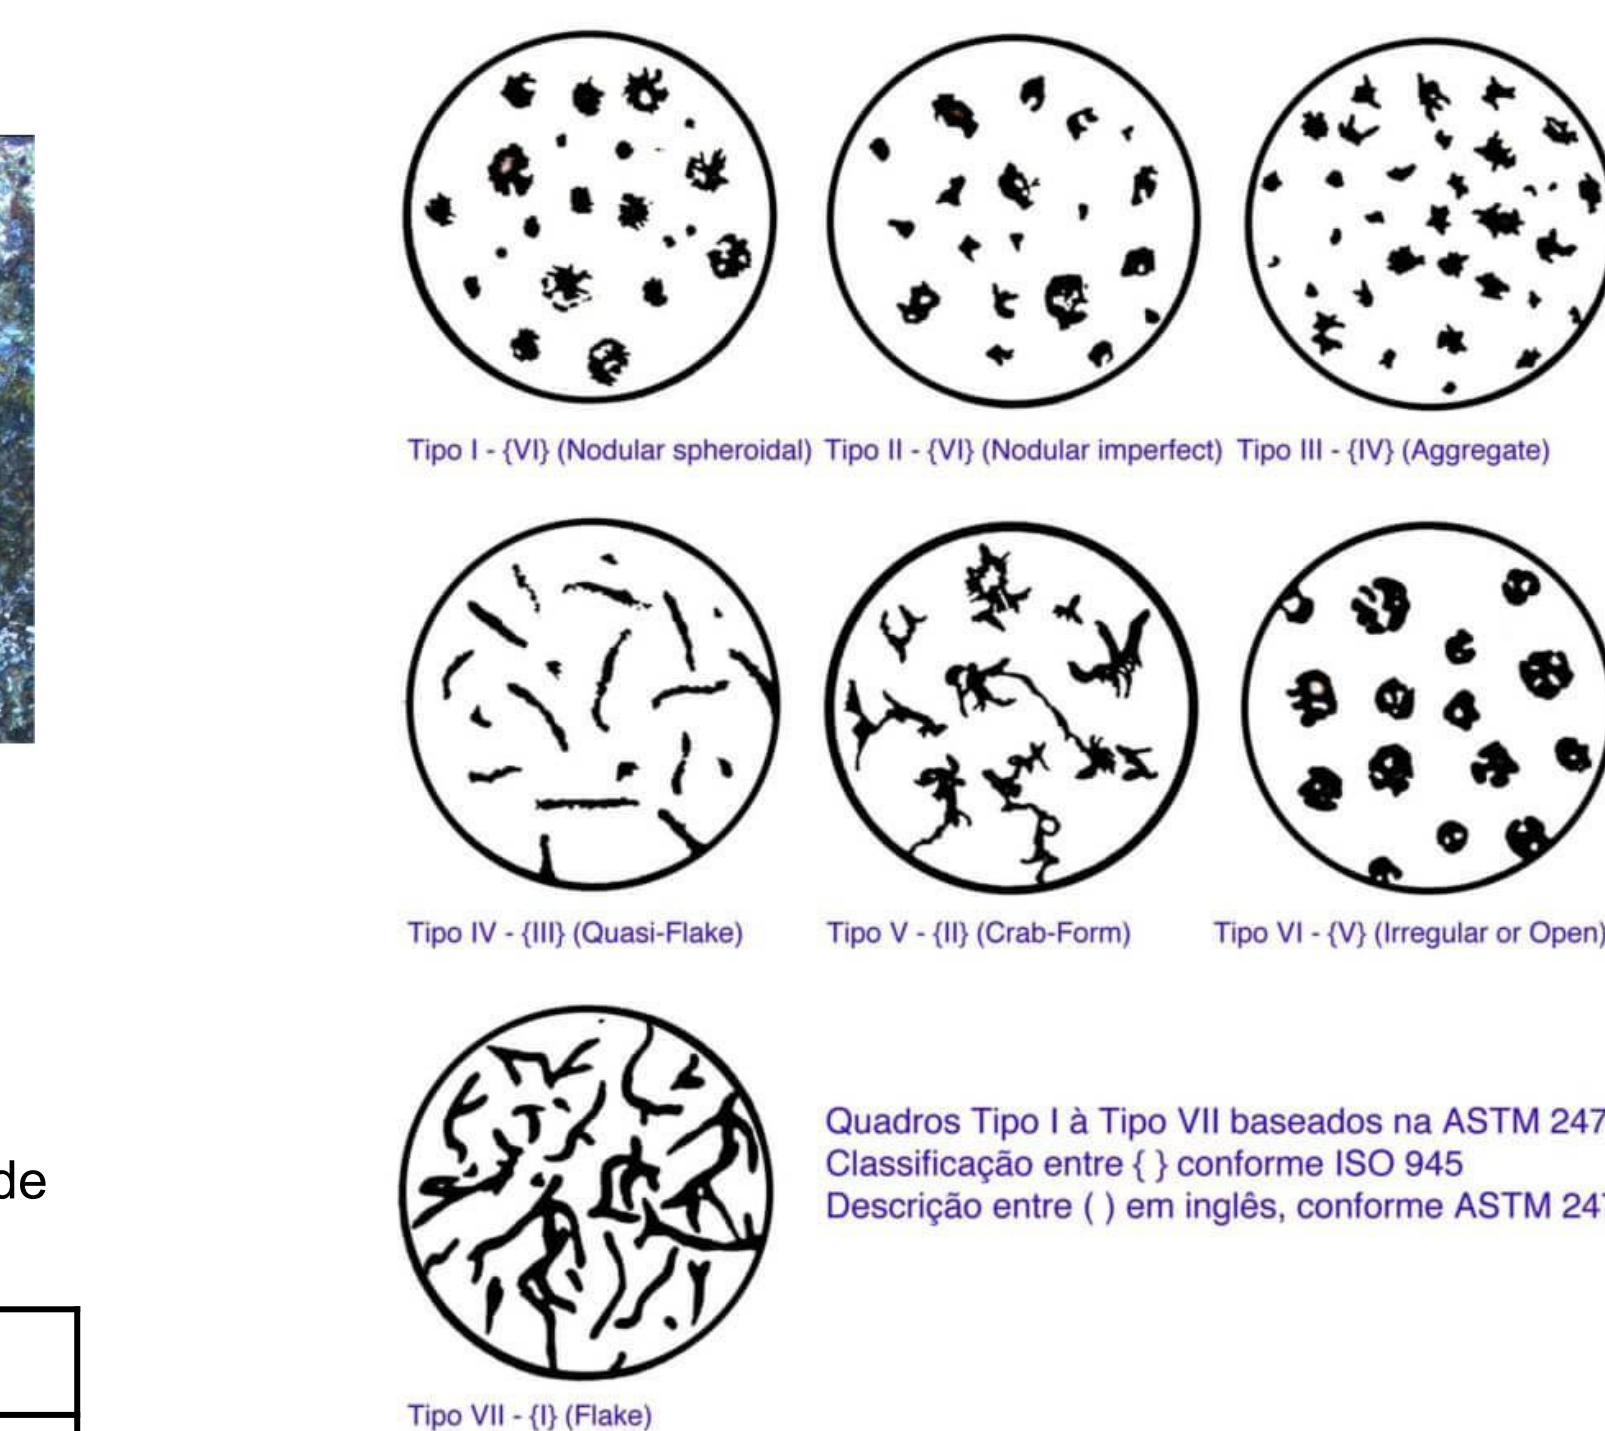 Tipo I - {VI} (Nodular spheroidal) Tipo II - {VI} (Nodular imperfect) Tipo III - {IV} (Aggregate)
Tipo IV - {III} (Quasi-Flake) Tipo V - {II} (Crab-Form) Tipo VI - {V} (Irregular or Open)
de
Quadros Tipo I à Tipo VII baseados na ASTM 247
Classificação entre { } conforme ISO 945
Descrição entre ( ) em inglês, conforme ASTM 24
Tipo VII - {I} (Flake)